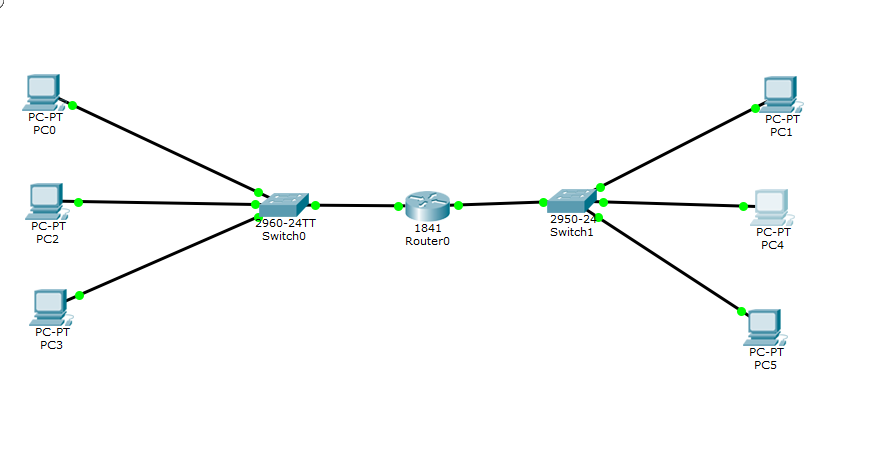 PC-PT
PC0
PC-PT
PC2
PC-PT
PC3
2960-24TT
Switch0
1841
Router0
2950-24
Switch1
PC-PT
PC1
PC-PT
PC4
PC-PT
PC5